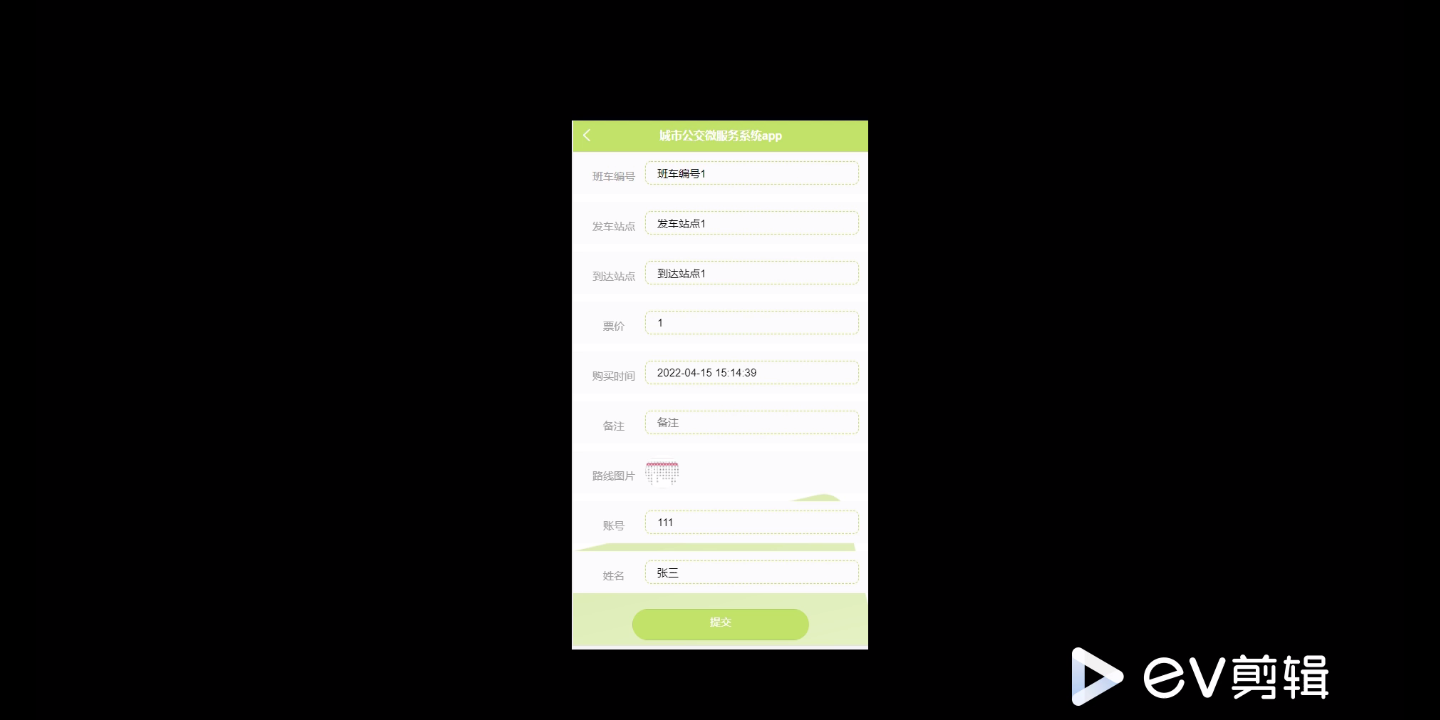 城市公交微服务系统app
班车编号 班车编号1
发车站点 发车站点1
到达站点 到达站点1
票价 1
购买时间 2022-04-15 15:14:39
备注 备注
路线图片
账号 111
姓名 张三
提交
ev剪辑